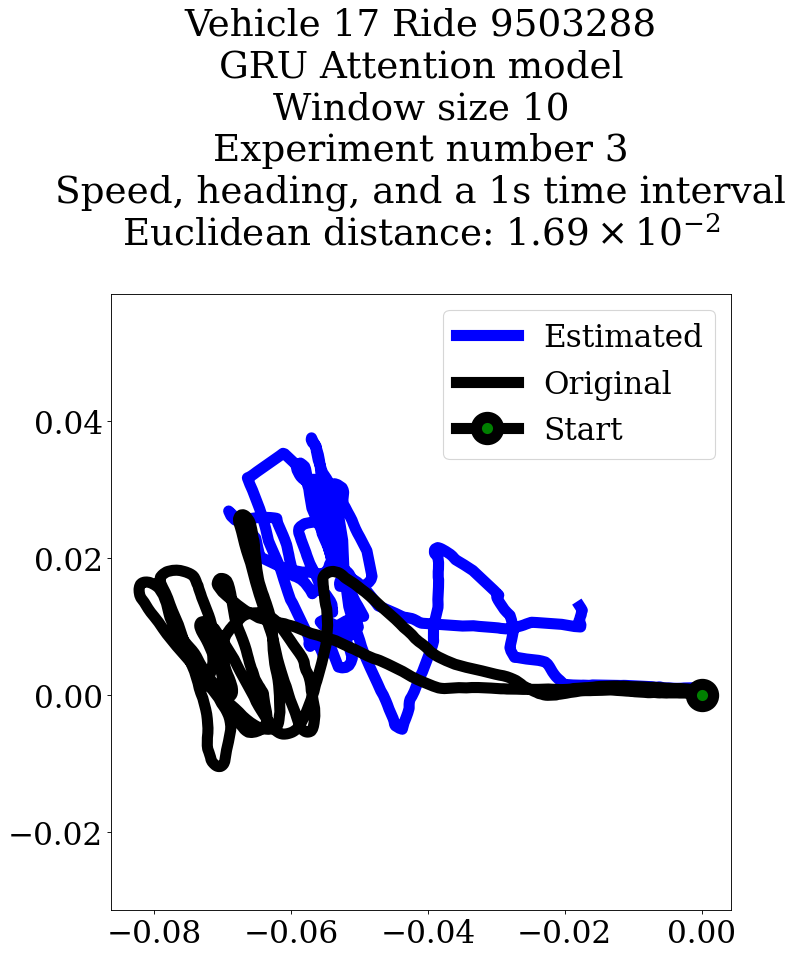 Vehicle 17 Ride 9503288
GRU Attention model
Window size 10
Experiment number 3
Speed, heading, and a 1s time interval
Euclidean distance: 1.69 × 10⁻²
Estimated
Original
Start
0.04
0.02
0.00
−0.02
−0.08 −0.06 −0.04 −0.02 0.00